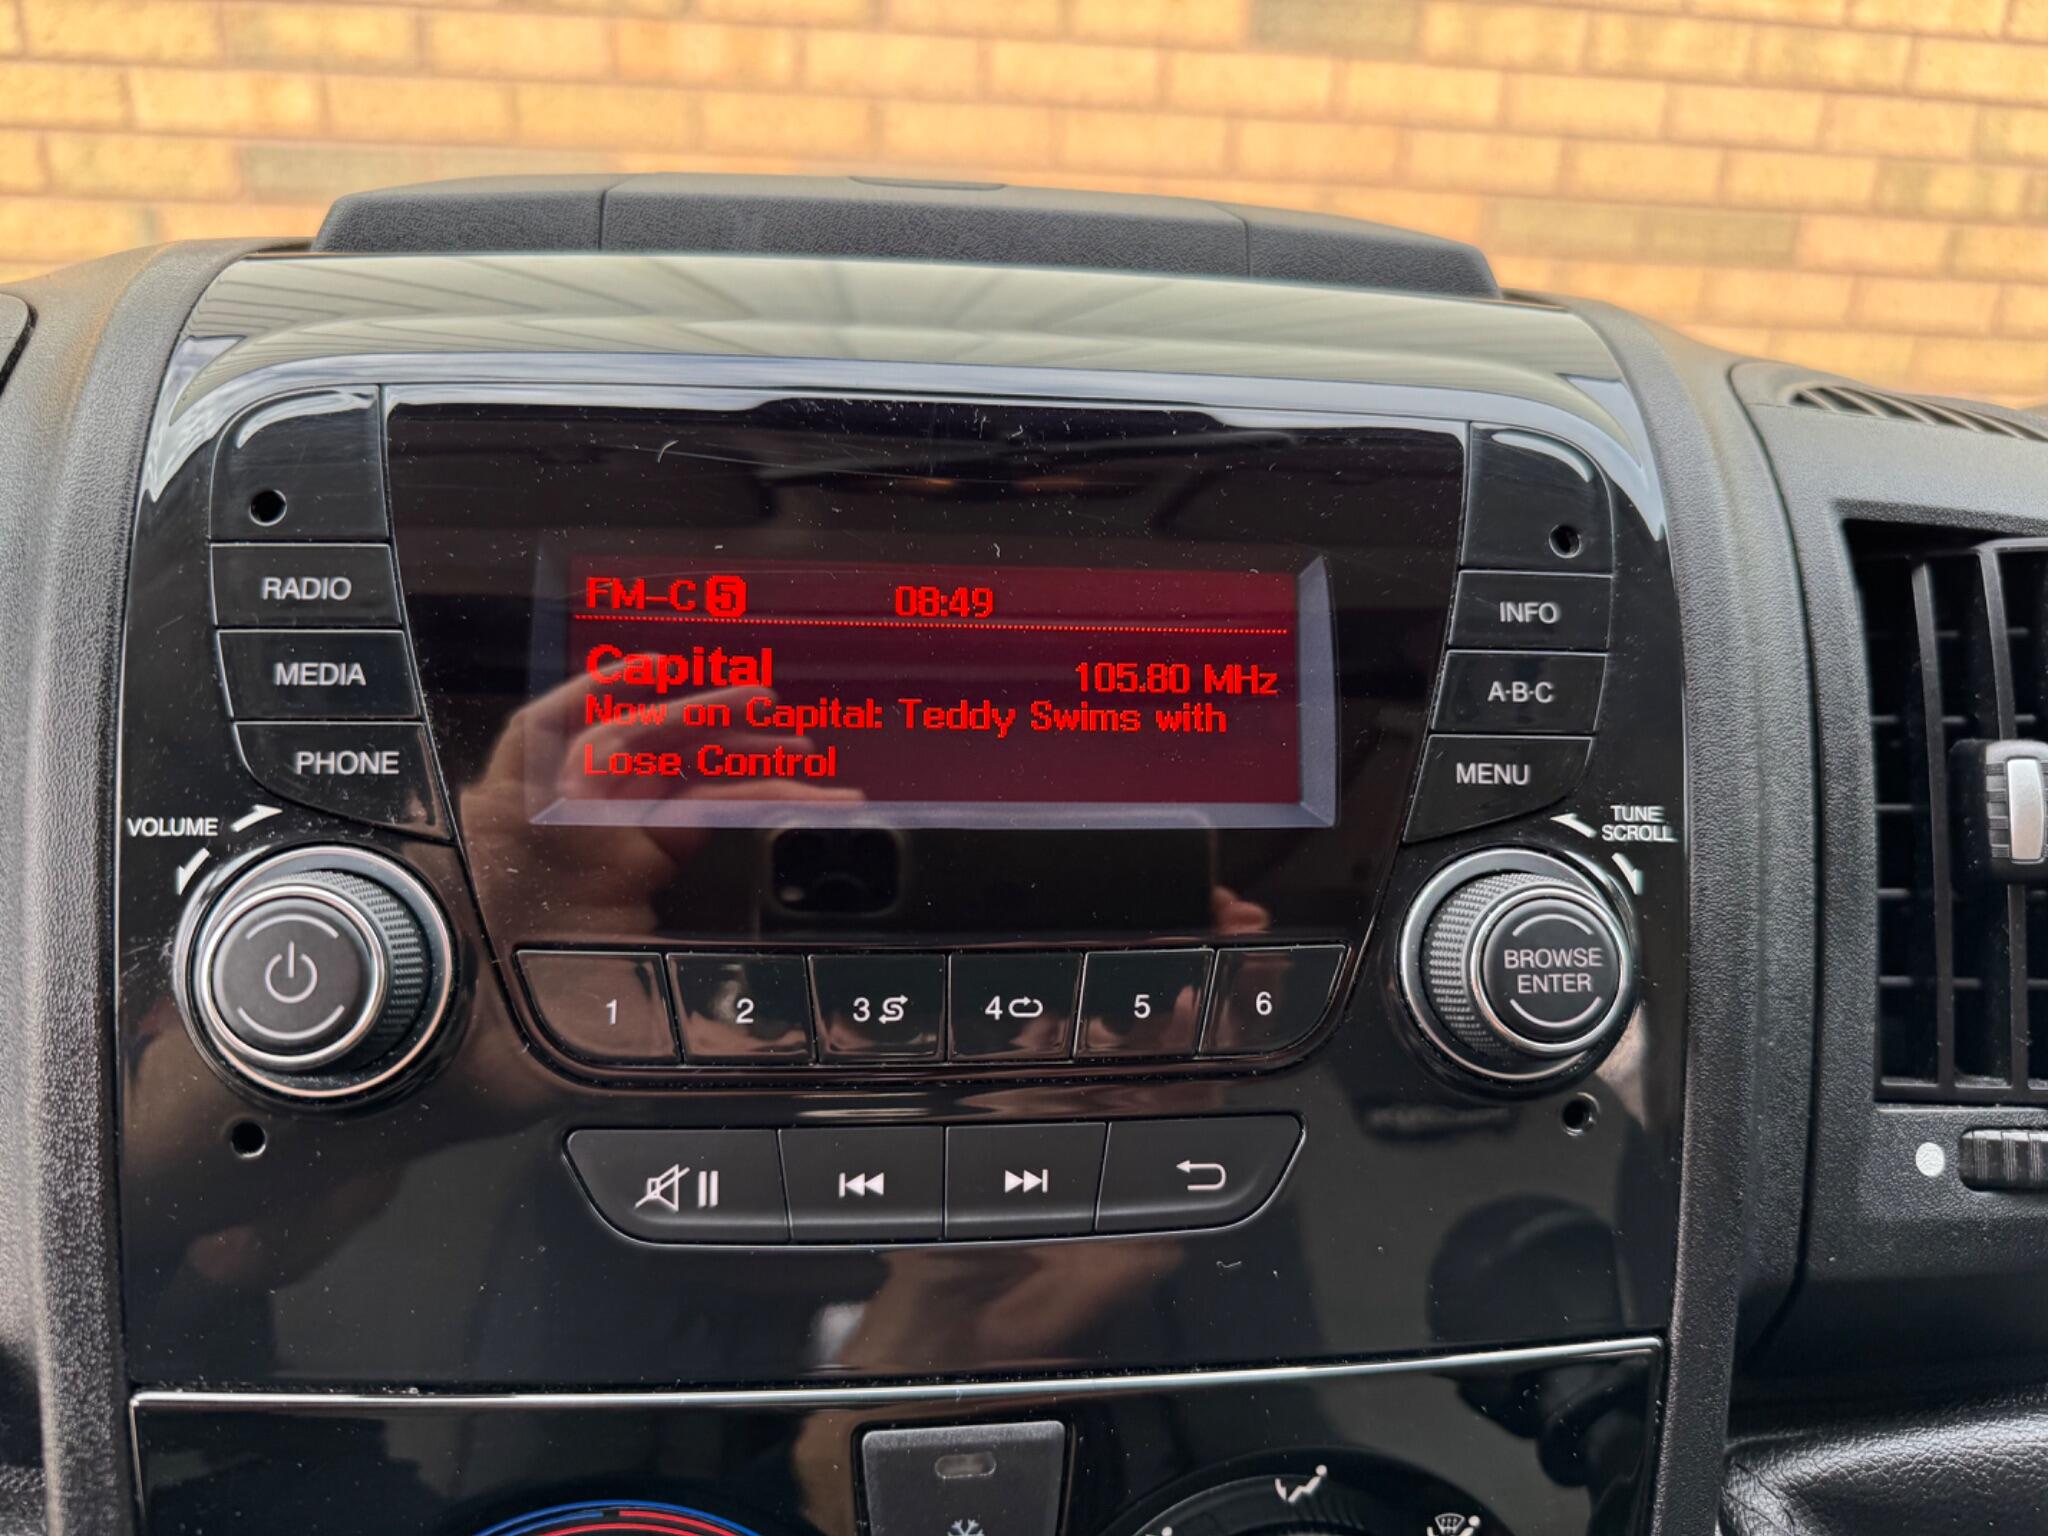 FM-C 5 08:49
Capital 105.80 MHz
Now on Capital: Teddy Swims with
Lose Control
RADIO
MEDIA
PHONE
INFO
A·B·C
MENU
VOLUME
TUNE
SCROLL
BROWSE
ENTER
1 2 3 4 5 6